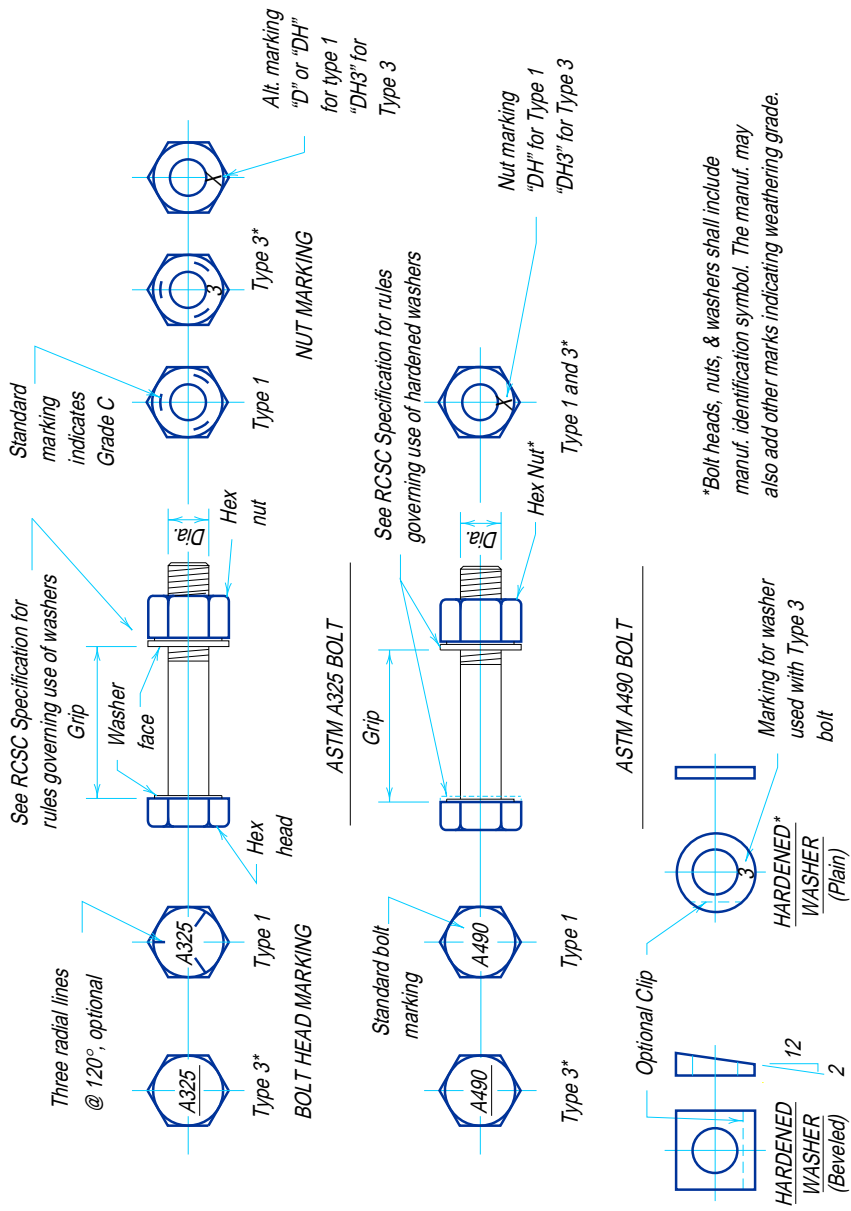 Three radial lines
@ 120°, optional
A325
Type 3*
A325
Type 1
BOLT HEAD MARKING
See RCSC Specification for
rules governing use of washers
Grip
Washer
face
Hex
head
Dia.
Hex
nut
Standard
marking
indicates
Grade C
Type 1
3
Type 3*
NUT MARKING
X
Alt. marking
“D” or “DH”
for type 1
“DH3” for
Type 3
ASTM A325 BOLT
Standard bolt
marking
A490
Type 3*
A490
Type 1
Grip
See RCSC Specification for rules
governing use of hardened washers
Dia.
Hex Nut*
X
Type 1 and 3*
Nut marking
“DH” for Type 1
“DH3” for Type 3
ASTM A490 BOLT
Optional Clip
12
2
HARDENED
WASHER
(Beveled)
3
HARDENED*
WASHER
(Plain)
Marking for washer
used with Type 3
bolt
*Bolt heads, nuts, & washers shall include
manuf. identification symbol. The manuf. may
also add other marks indicating weathering grade.